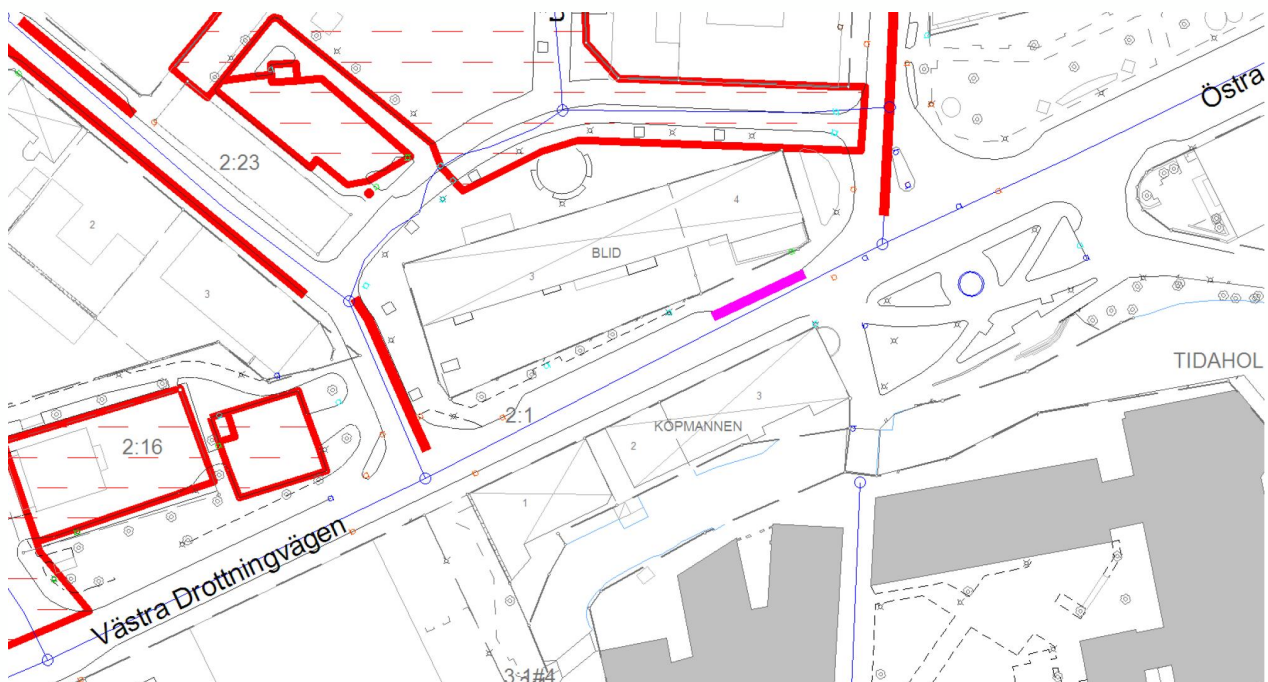 Östra
2:23
4
2
BLID
3
3
TIDAHOL
3
2:1
KÖPMANNEN
2:16
2
1
Västra Drottningvägen
3:1#4